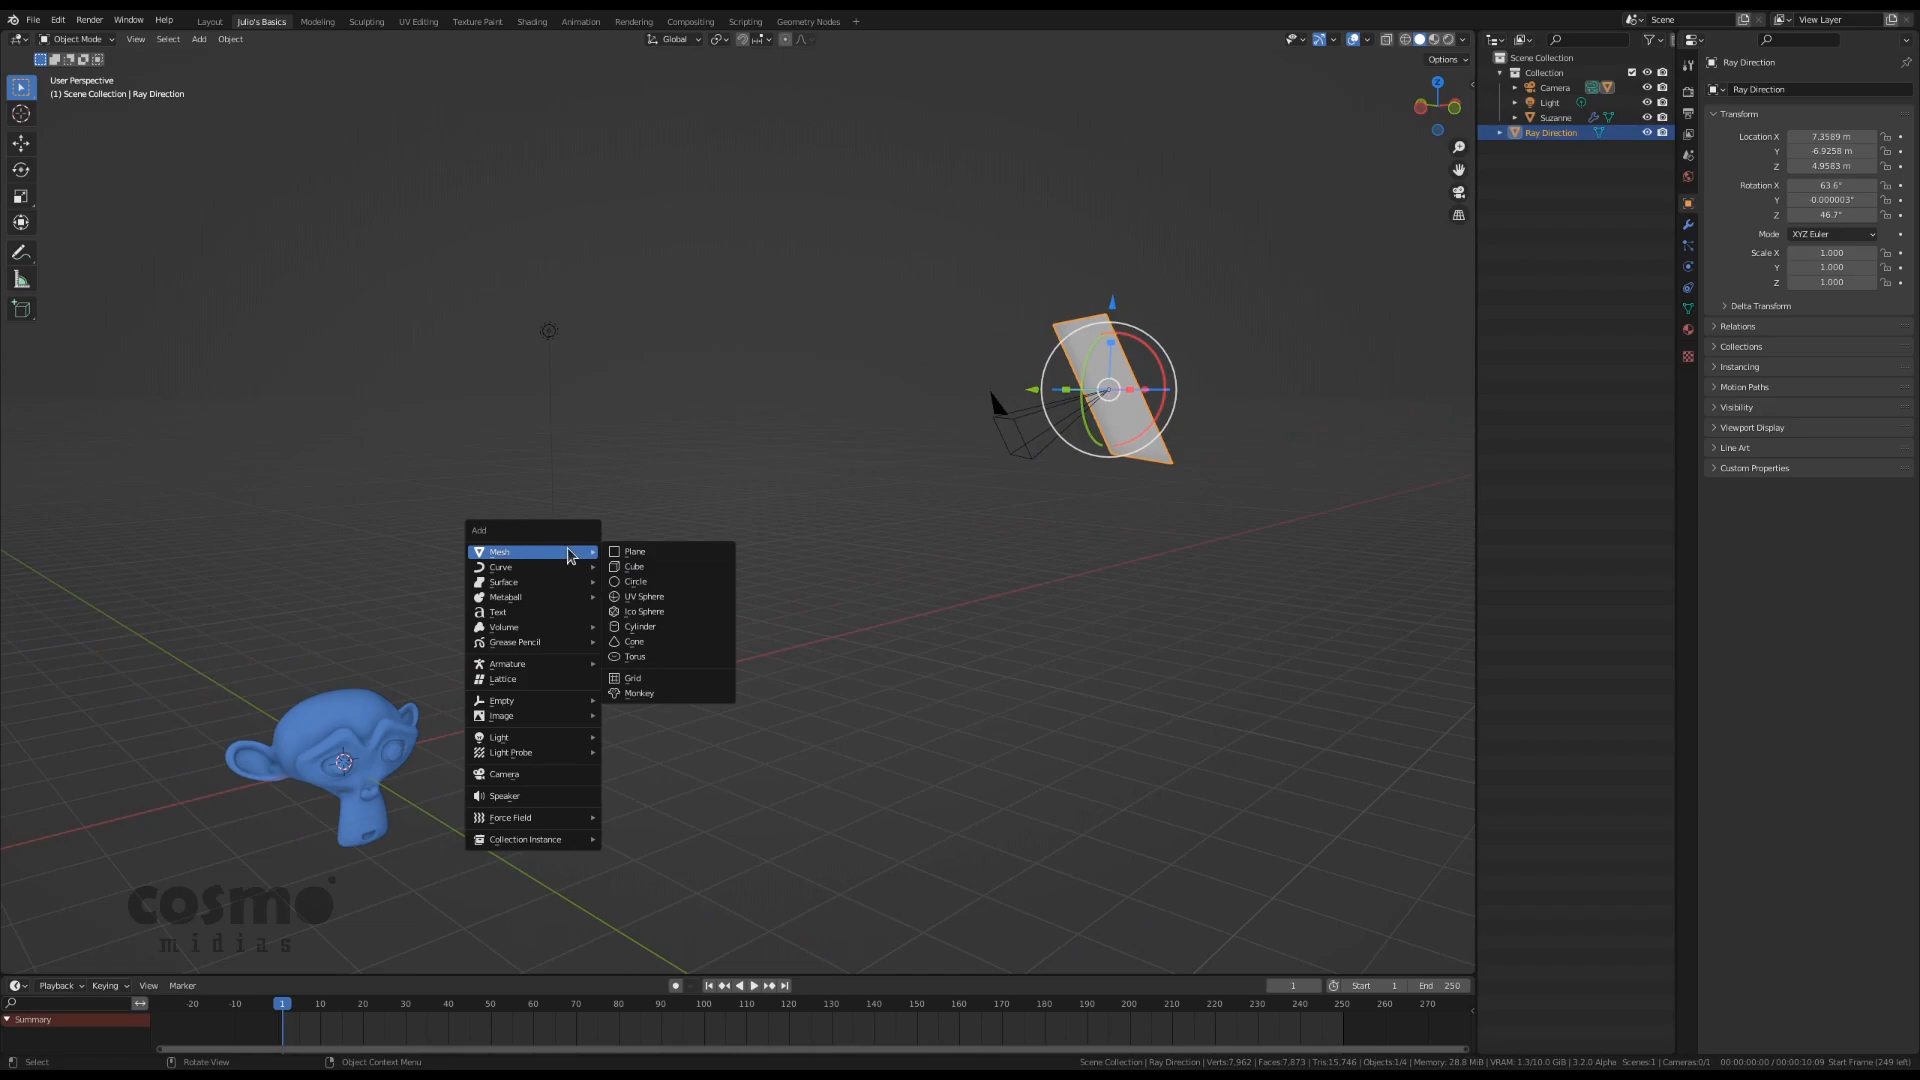 File Edit Render Window Help Layout Julio's Basics Modeling Sculpting UV Editing Texture Paint Shading Animation Rendering Compositing Scripting Geometry Nodes + Scene View Layer
Object Mode View Select Add Object Global
Options
User Perspective
(1) Scene Collection | Ray Direction
Z
Add
Mesh
Curve
Surface
Metaball
Text
Volume
Grease Pencil
Armature
Lattice
Empty
Image
Light
Light Probe
Camera
Speaker
Force Field
Collection Instance
Plane
Cube
Circle
UV Sphere
Ico Sphere
Cylinder
Cone
Torus
Grid
Monkey
cosmo
midias
Scene Collection
Collection
Camera
Light
Suzanne
Ray Direction
Ray Direction
Ray Direction
Transform
Location X 7.3589 m
Y -6.9258 m
Z 4.9583 m
Rotation X 63.6°
Y -0.000003°
Z 46.7°
Mode XYZ Euler
Scale X 1.000
Y 1.000
Z 1.000
Delta Transform
Relations
Collections
Instancing
Motion Paths
Visibility
Viewport Display
Line Art
Custom Properties
Playback Keying View Marker 1 Start 1 End 250
-20 -10 1 10 20 30 40 50 60 70 80 90 100 110 120 130 140 150 160 170 180 190 200 210 220 230 240 250 260 270
Summary
Select Rotate View Object Context Menu Scene Collection | Ray Direction | Verts:7,962 | Faces:7,873 | Tris:15,746 | Objects:1/4 | Memory: 28.8 MiB | VRAM: 1.3/10.0 GiB | 3.2.0 Alpha Scenes:1 | Cameras:0/1 00:00:00:00 / 00:00:10:09 Start Frame (249 left)